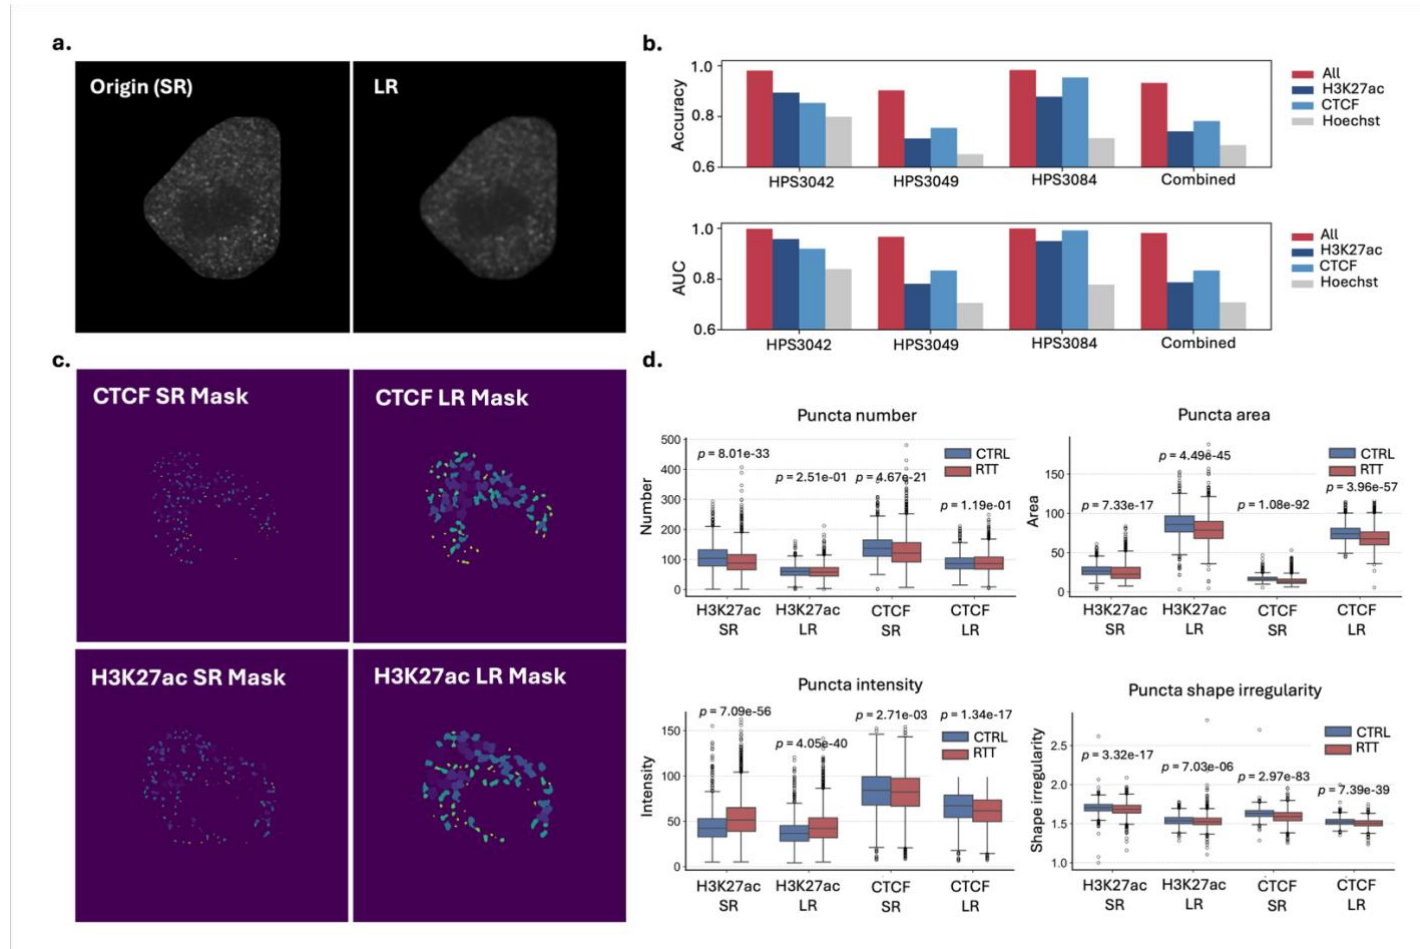 a.
Origin (SR)
LR
b.
1.0
0.8
0.6
Accuracy
HPS3042 HPS3049 HPS3084 Combined
All
H3K27ac
CTCF
Hoechst
1.0
0.8
0.6
AUC
HPS3042 HPS3049 HPS3084 Combined
All
H3K27ac
CTCF
Hoechst
c.
CTCF SR Mask
CTCF LR Mask
H3K27ac SR Mask
H3K27ac LR Mask
d.
Puncta number
500
400
300
200
100
0
Number
p = 8.01e-33
p = 2.51e-01
p = 4.67e-21
p = 1.19e-01
CTRL
RTT
H3K27ac H3K27ac CTCF CTCF
SR LR SR LR
Puncta area
150
100
50
0
Area
p = 7.33e-17
p = 4.49e-45
p = 1.08e-92
p = 3.96e-57
CTRL
RTT
H3K27ac H3K27ac CTCF CTCF
SR LR SR LR
Puncta intensity
150
100
50
0
Intensity
p = 7.09e-56
p = 4.05e-40
p = 2.71e-03
p = 1.34e-17
CTRL
RTT
H3K27ac H3K27ac CTCF CTCF
SR LR SR LR
Puncta shape irregularity
2.5
2.0
1.5
1.0
Shape irregularity
p = 3.32e-17
p = 7.03e-06
p = 2.97e-83
p = 7.39e-39
CTRL
RTT
H3K27ac H3K27ac CTCF CTCF
SR LR SR LR